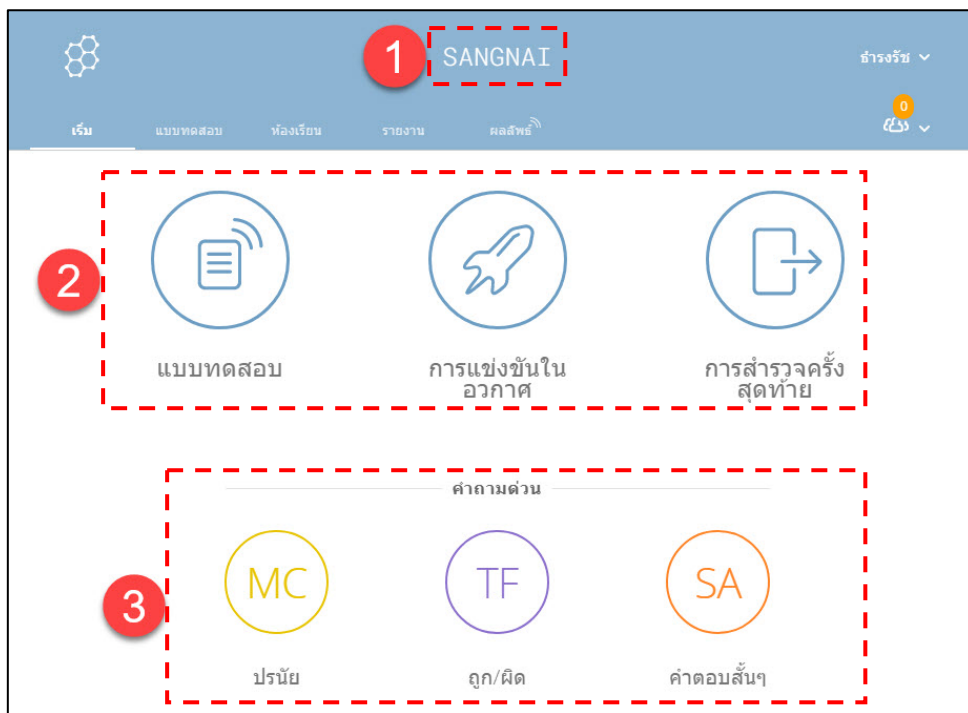 1
SANGNAI
ธำรงรัช
0
เริ่ม แบบทดสอบ ห้องเรียน รายงาน ผลลัพธ์
2
แบบทดสอบ
การแข่งขันใน
อวกาศ
การสำรวจครั้ง
สุดท้าย
คำถามด่วน
3
MC TF SA
ปรนัย ถูก/ผิด คำตอบสั้นๆ